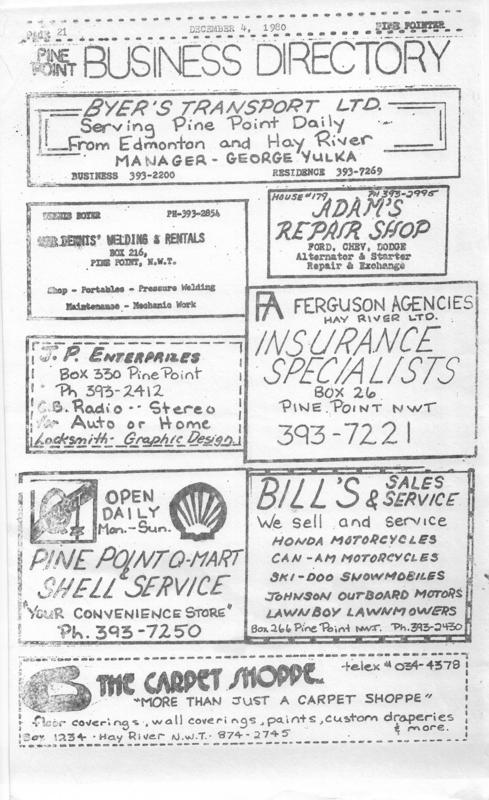 PAGE 21 DECEMBER 4, 1980 PINE POINTER
PINE POINT BUSINESS DIRECTORY
BYER'S TRANSPORT LTD.
Serving Pine Point Daily
From Edmonton and Hay River
MANAGER - GEORGE YULKA
BUSINESS 393-2200 RESIDENCE 393-7269
PH-393-2854
DENNIS' WELDING & RENTALS
BOX 216,
PINE POINT, N.W.T.
Shop - Portables - Pressure Welding
Maintenance - Mechanic Work
HOUSE #179 PH 393-2996
ADAM'S
REPAIR SHOP
FORD, CHEV, DODGE
Alternator & Starter
Repair & Exchange
FA FERGUSON AGENCIES
HAY RIVER LTD.
INSURANCE
SPECIALISTS
BOX 26
PINE POINT NWT
393-7221
J. P. ENTERPRIZES
Box 330 Pine Point
Ph 393-2412
C.B. Radio -- Stereo
for Auto or Home
Locksmith - Graphic Design
OPEN
DAILY
Mon.-Sun.
PINE POINT Q-MART
&
SHELL SERVICE
"YOUR CONVENIENCE STORE"
Ph. 393-7250
BILL'S & SALES
SERVICE
We sell and service
HONDA MOTORCYCLES
CAN-AM MOTORCYCLES
SKI-DOO SNOWMOBILES
JOHNSON OUTBOARD MOTORS
LAWNBOY LAWNMOWERS
Box 266 Pine Point NWT. Ph. 393-2430
telex # 034-4378
THE CARPET SHOPPE
"MORE THAN JUST A CARPET SHOPPE"
floor coverings, wall coverings, paints, custom draperies
& more.
Box 1234 · Hay River N.W.T. · 874-2745